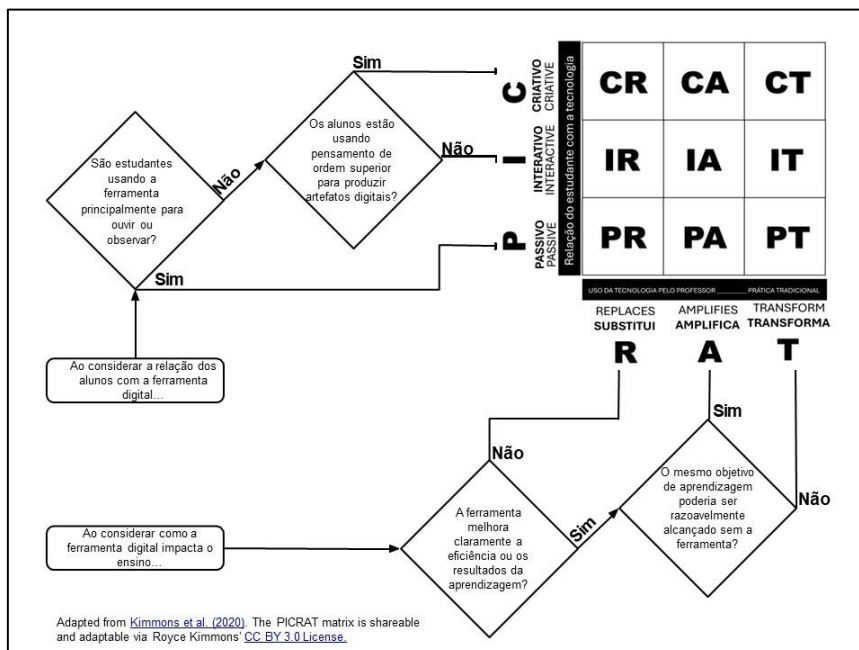 Sim
Os alunos estão
usando
pensamento de
ordem superior
para produzir
artefatos digitais?
Não
São estudantes
usando a
ferramenta
principalmente para
ouvir ou
observar?
Não
Sim
Ao considerar a relação dos
alunos com a ferramenta
digital...
C
CRIATIVO
CRIATIVE
I
INTERATIVO
INTERACTIVE
P
PASSIVO
PASSIVE
Relação do estudante com a tecnologia
CR CA CT
IR IA IT
PR PA PT
USO DA TECNOLOGIA PELO PROFESSOR ________ PRÁTICA TRADICIONAL
REPLACES AMPLIFIES TRANSFORM
SUBSTITUI AMPLIFICA TRANSFORMA
R A T
Ao considerar como a
ferramenta digital impacta o
ensino...
Não
A ferramenta
melhora
claramente a
eficiência ou os
resultados da
aprendizagem?
Sim
Sim
O mesmo objetivo
de aprendizagem
poderia ser
razoavelmente
alcançado sem a
ferramenta?
Não
Adapted from Kimmons et al. (2020). The PICRAT matrix is shareable
and adaptable via Royce Kimmons' CC BY 3.0 License.